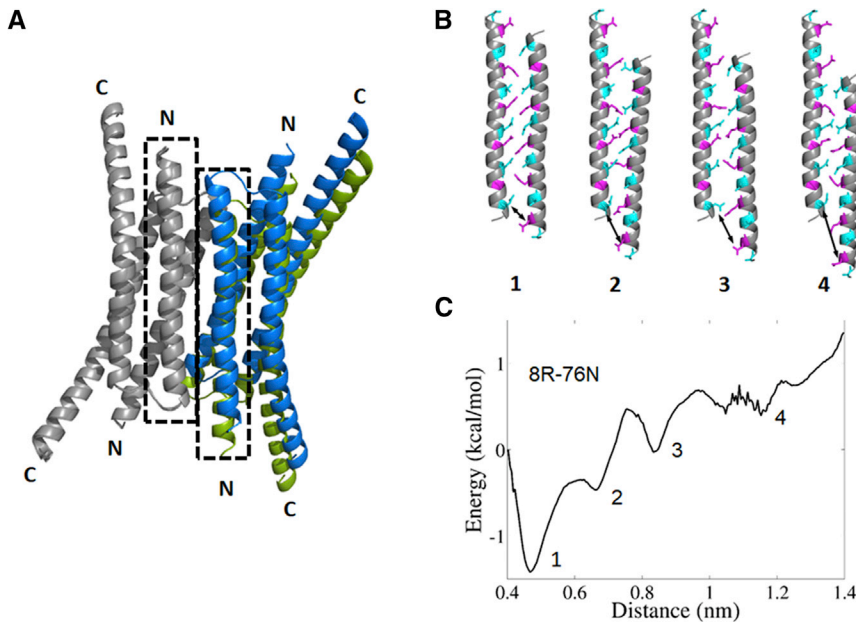 A
C
N
N
C
C
N
N
C
B
1 2 3 4
C
8R-76N
1
2
3
4
Energy (kcal/mol)
1
0
-1
0.4 0.6 0.8 1 1.2 1.4
Distance (nm)